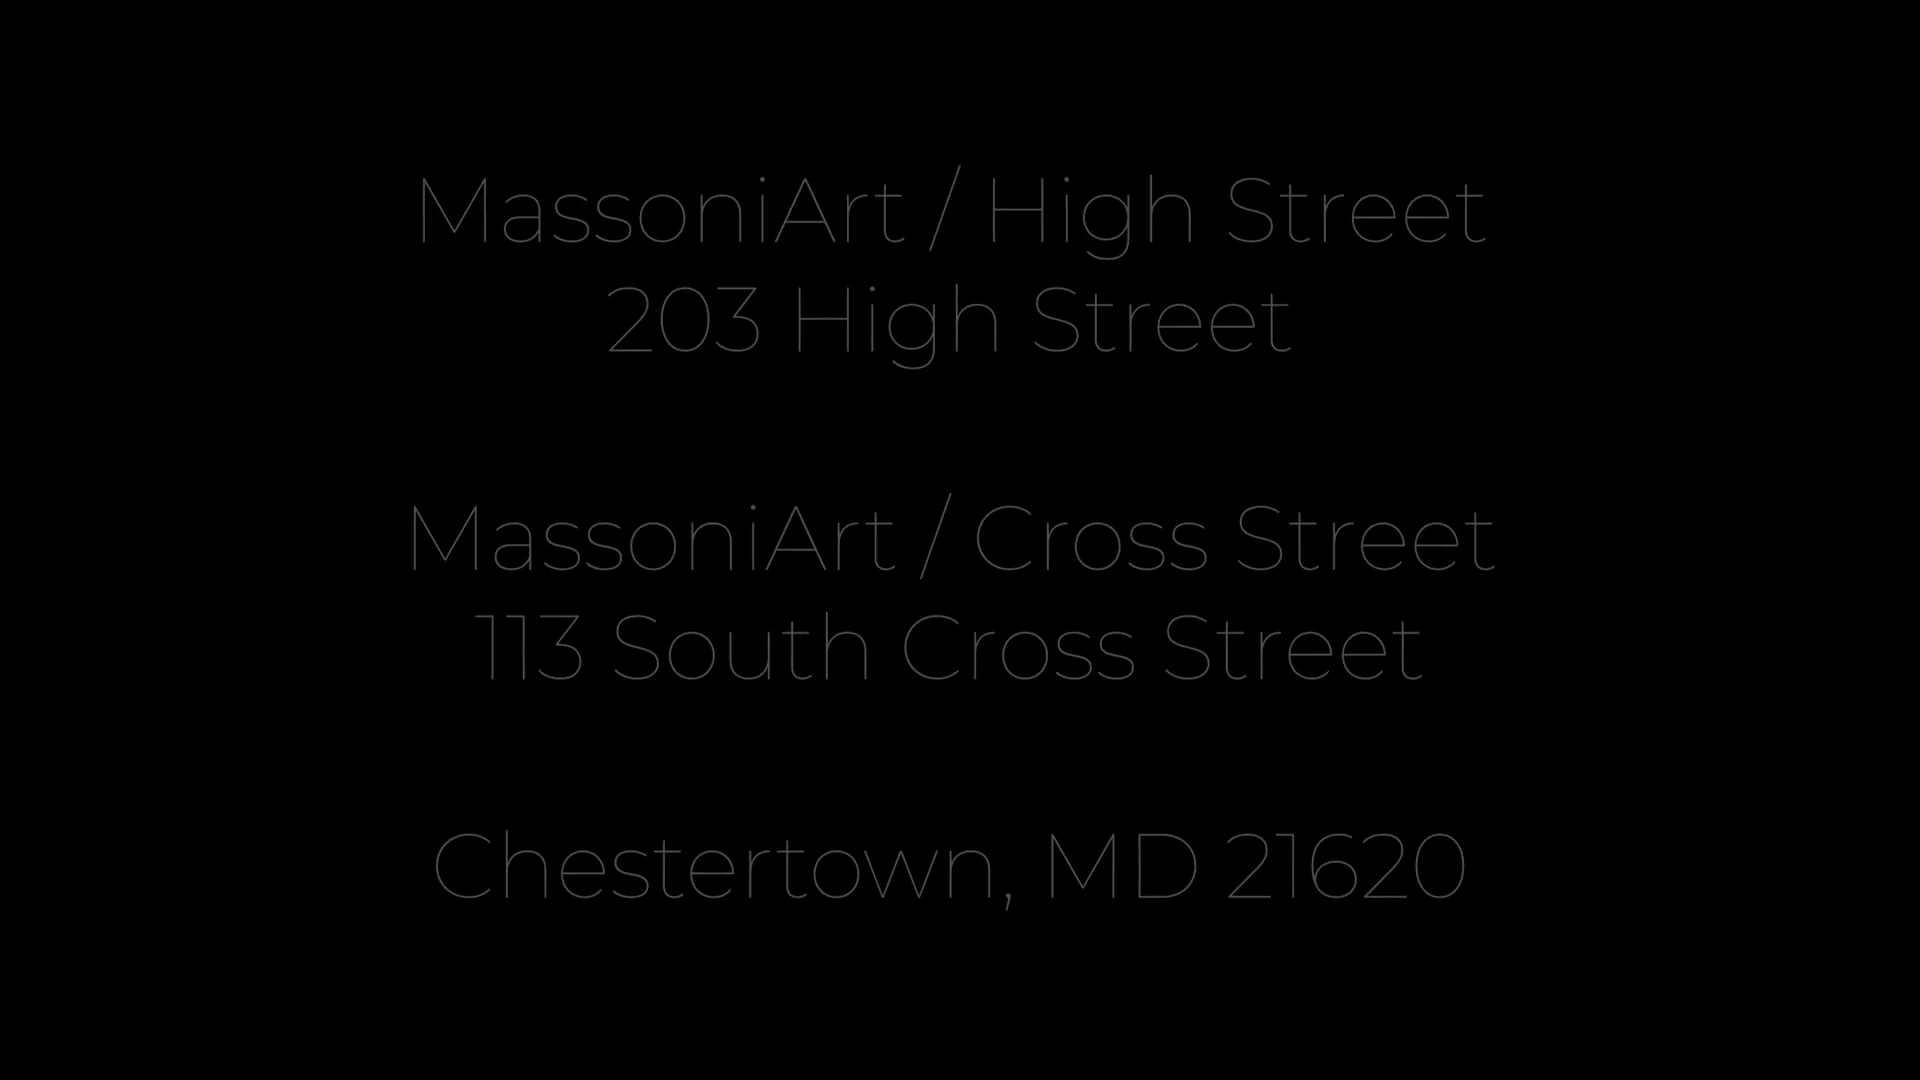 MassoniArt / High Street
203 High Street
MassoniArt / Cross Street
113 South Cross Street
Chestertown, MD 21620